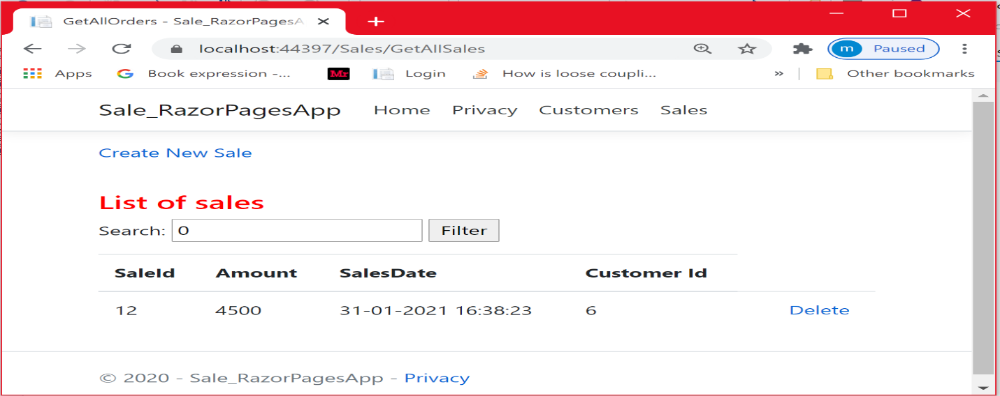 GetAllOrders - Sale_RazorPagesA
localhost:44397/Sales/GetAllSales
m Paused
Apps Book expression -... Mr Login How is loose coupli... » Other bookmarks
Sale_RazorPagesApp Home Privacy Customers Sales
Create New Sale
List of sales
Search: 0 Filter
SaleId Amount SalesDate Customer Id
12 4500 31-01-2021 16:38:23 6 Delete
© 2020 - Sale_RazorPagesApp - Privacy